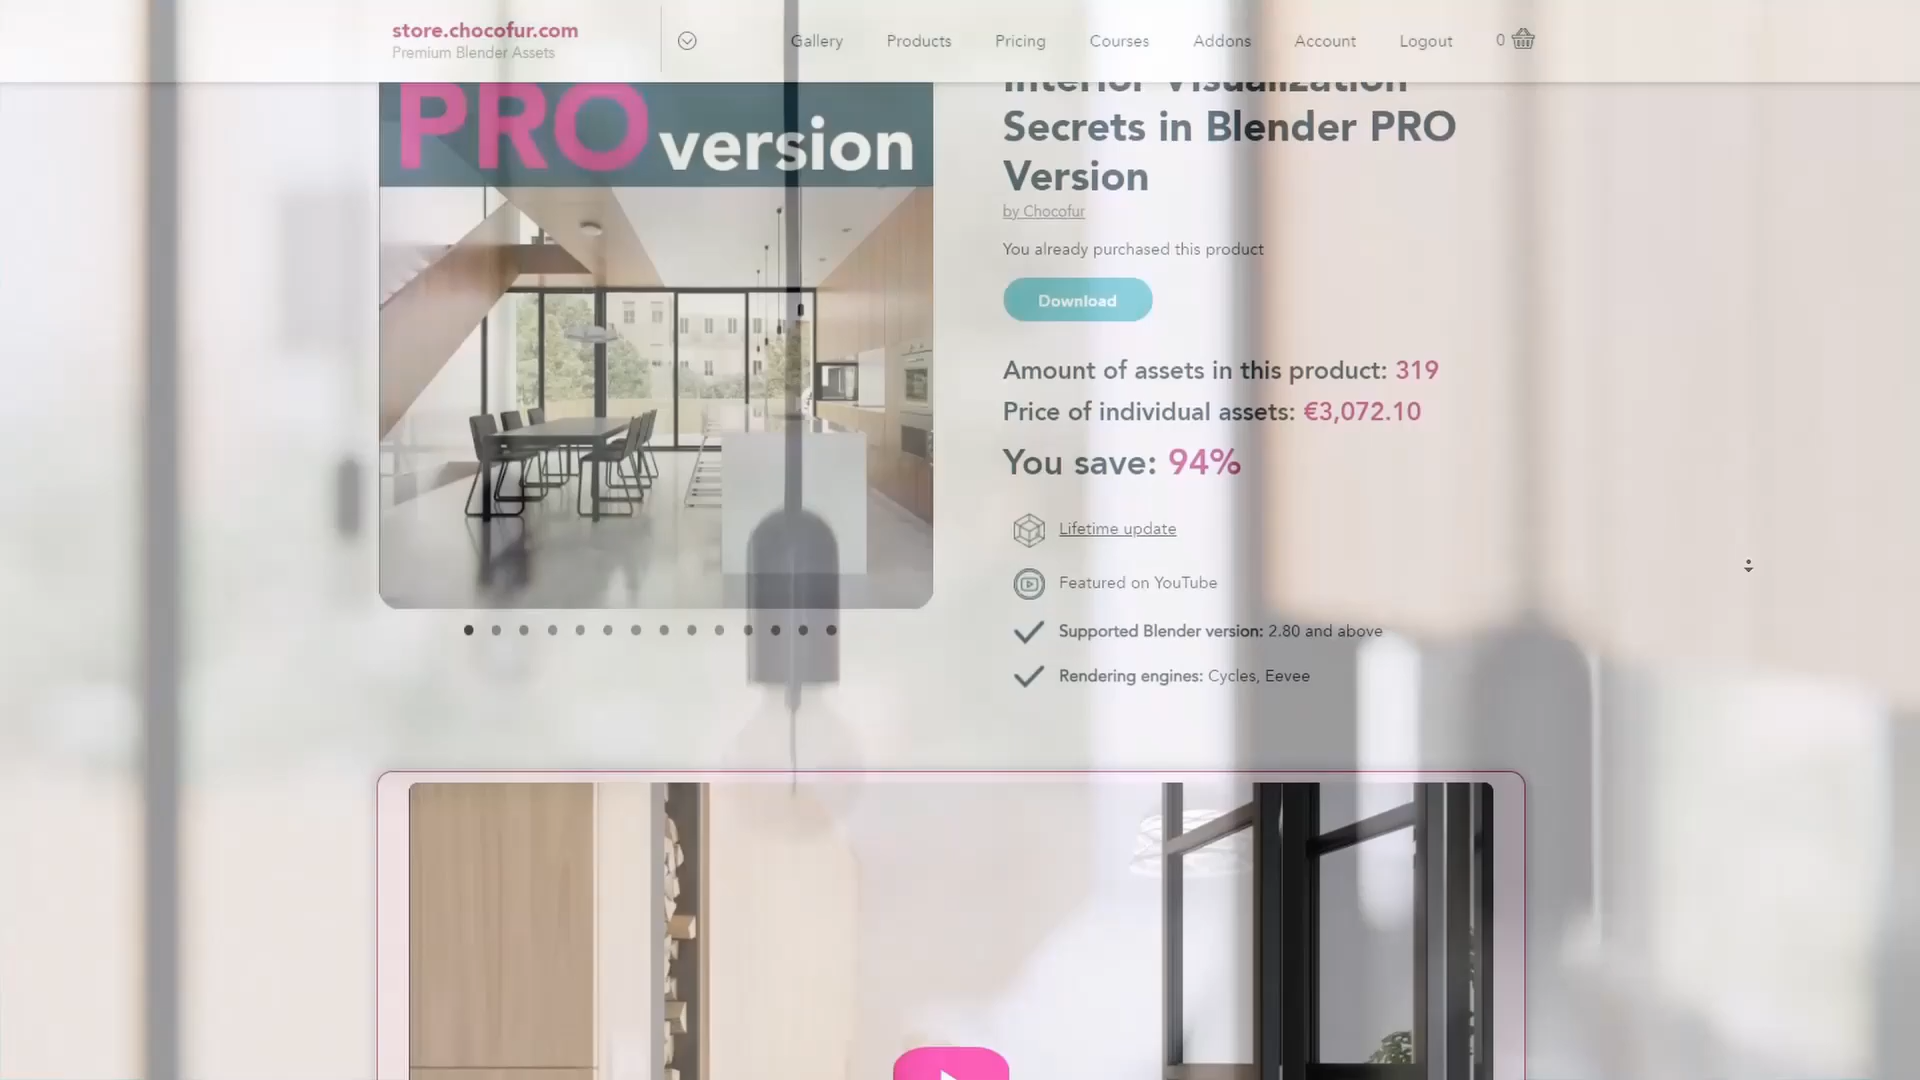 store.chocofur.com
Premium Blender Assets
Gallery
Products
Pricing
Courses
Addons
Account
Logout
0
PRO version
Interior Visualization
Secrets in Blender PRO
Version
by Chocofur
You already purchased this product
Download
Amount of assets in this product: 319
Price of individual assets: €3,072.10
You save: 94%
Lifetime update
Featured on YouTube
Supported Blender version: 2.80 and above
Rendering engines: Cycles, Eevee